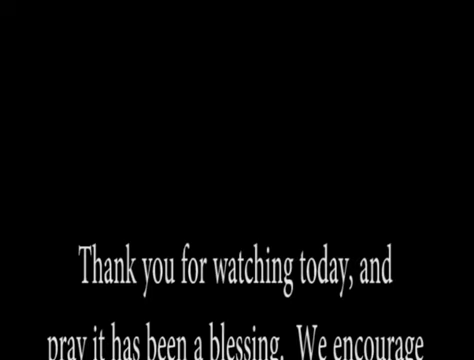 Thank you for watching today, and
pray it has been a blessing.  We encourage